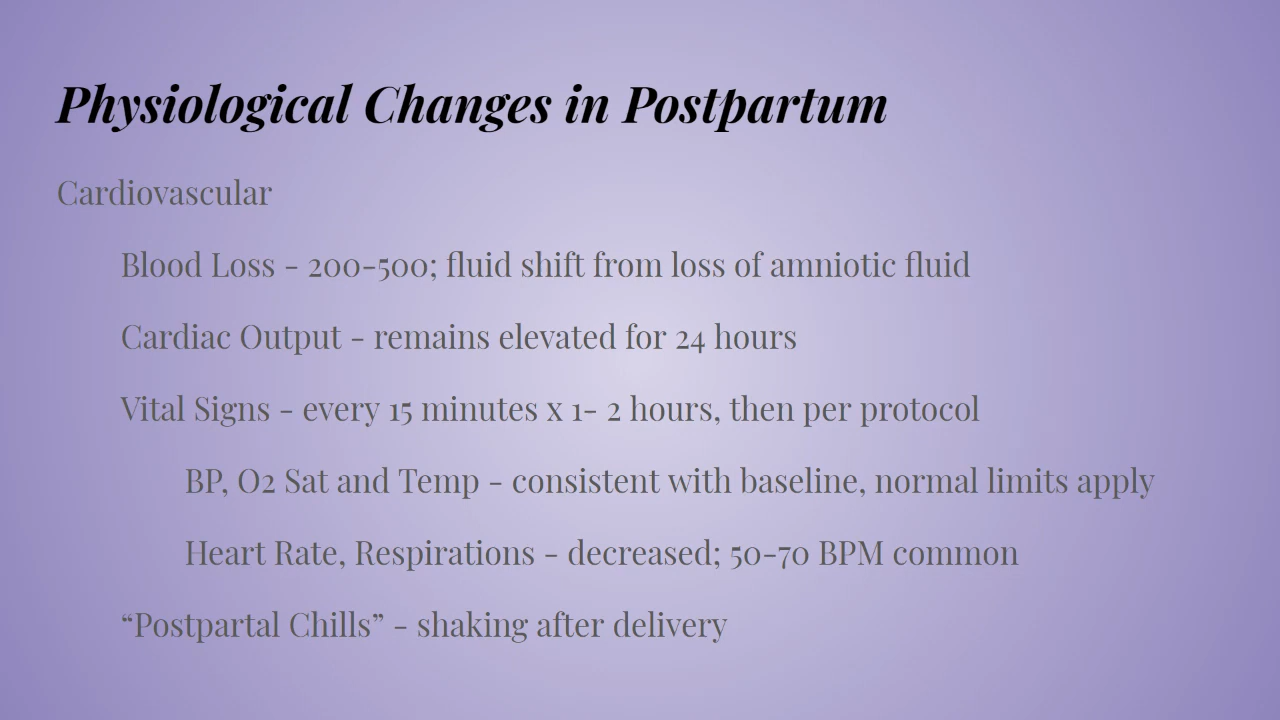 Physiological Changes in Postpartum
Cardiovascular
Blood Loss - 200-500; fluid shift from loss of amniotic fluid
Cardiac Output - remains elevated for 24 hours
Vital Signs - every 15 minutes x 1- 2 hours, then per protocol
BP, O2 Sat and Temp - consistent with baseline, normal limits apply
Heart Rate, Respirations - decreased; 50-70 BPM common
“Postpartal Chills” - shaking after delivery